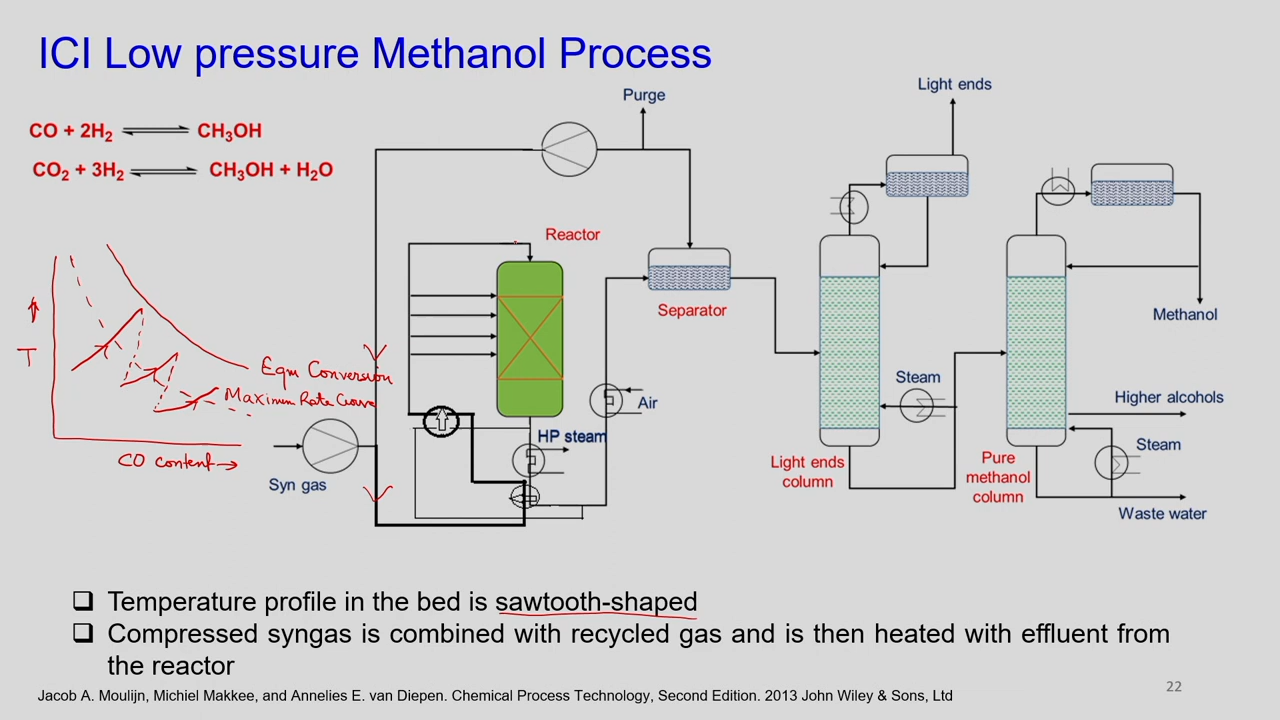 ICI Low pressure Methanol Process
CO + 2H₂ ⇌ CH₃OH
CO₂ + 3H₂ ⇌ CH₃OH + H₂O
Purge
Light ends
Reactor
Separator
Methanol
T
Eqm Conversion
Maximum Rate Curve
CO content →
Syn gas
HP steam
Air
Steam
Light ends
column
Higher alcohols
Steam
Pure
methanol
column
Waste water
❑ Temperature profile in the bed is sawtooth-shaped
❑ Compressed syngas is combined with recycled gas and is then heated with effluent from
the reactor
Jacob A. Moulijn, Michiel Makkee, and Annelies E. van Diepen. Chemical Process Technology, Second Edition. 2013 John Wiley & Sons, Ltd
22